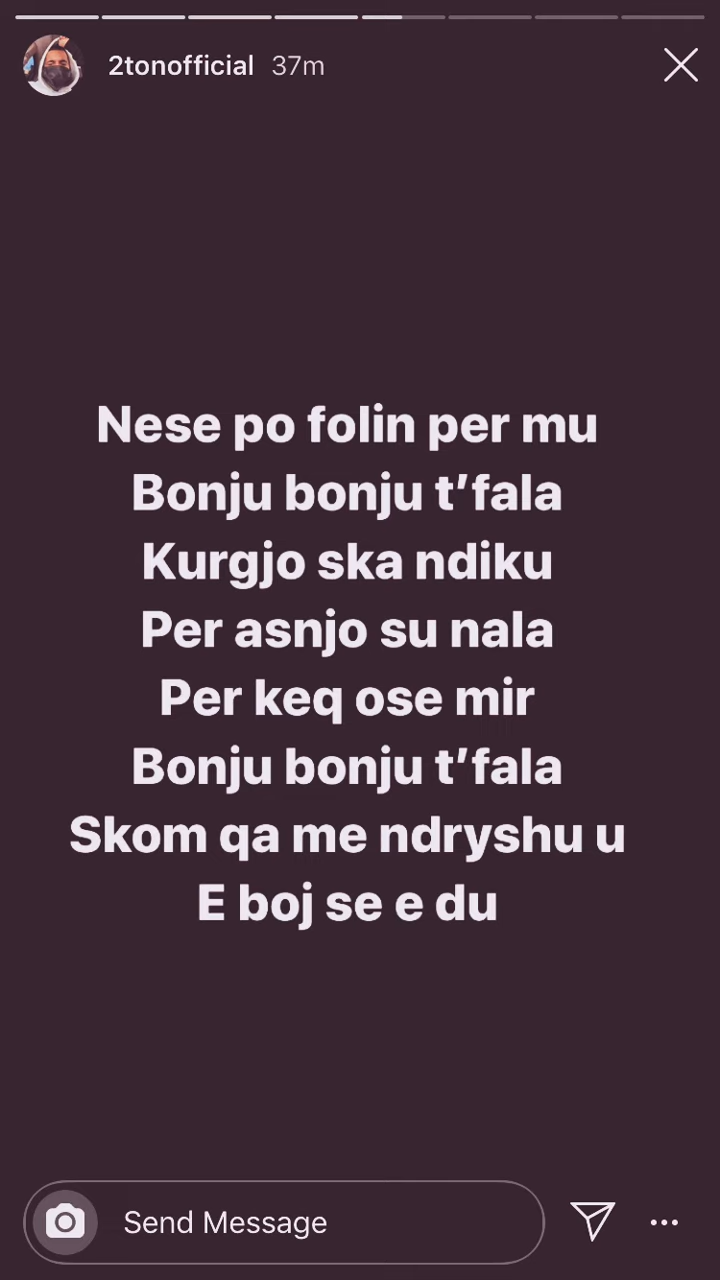 2tonofficial 37m
Nese po folin per mu
Bonju bonju t’fala
Kurgjo ska ndiku
Per asnjo su nala
Per keq ose mir
Bonju bonju t’fala
Skom qa me ndryshu u
E boj se e du
Send Message